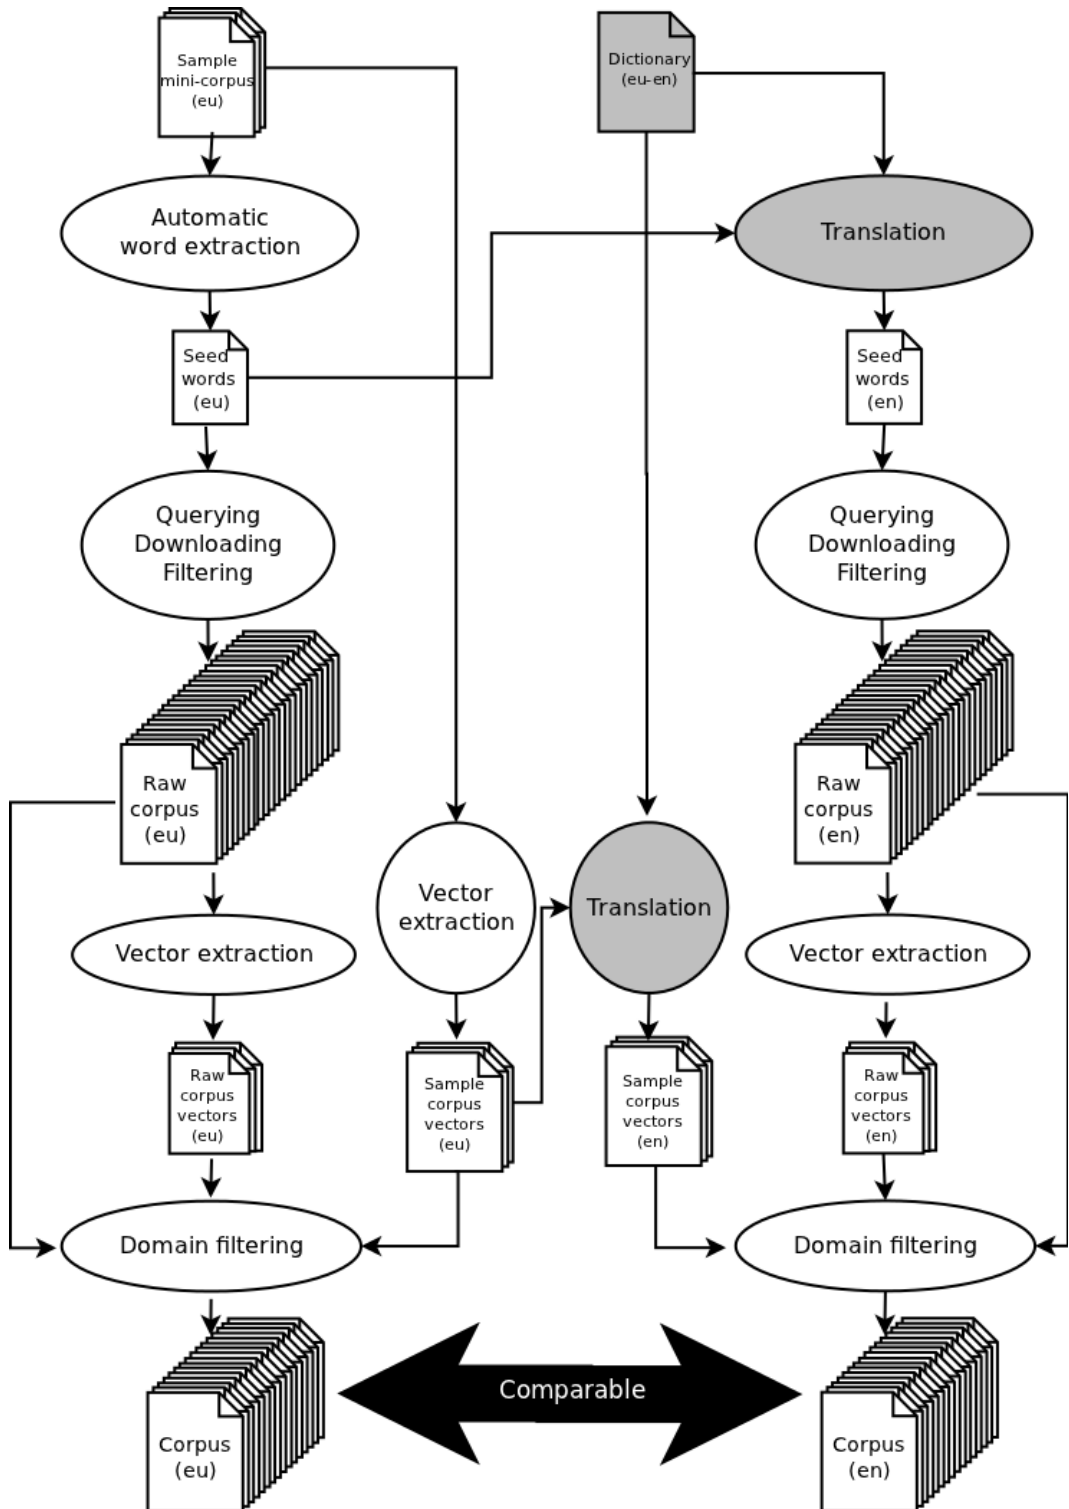 Sample
mini-corpus
(eu)
Dictionary
(eu-en)
Automatic
word extraction
Translation
Seed
words
(eu)
Seed
words
(en)
Querying
Downloading
Filtering
Querying
Downloading
Filtering
Raw
corpus
(eu)
Raw
corpus
(en)
Vector
extraction
Translation
Vector extraction
Vector extraction
Raw
corpus
vectors
(eu)
Sample
corpus
vectors
(eu)
Sample
corpus
vectors
(en)
Raw
corpus
vectors
(en)
Domain filtering
Domain filtering
Comparable
Corpus
(eu)
Corpus
(en)